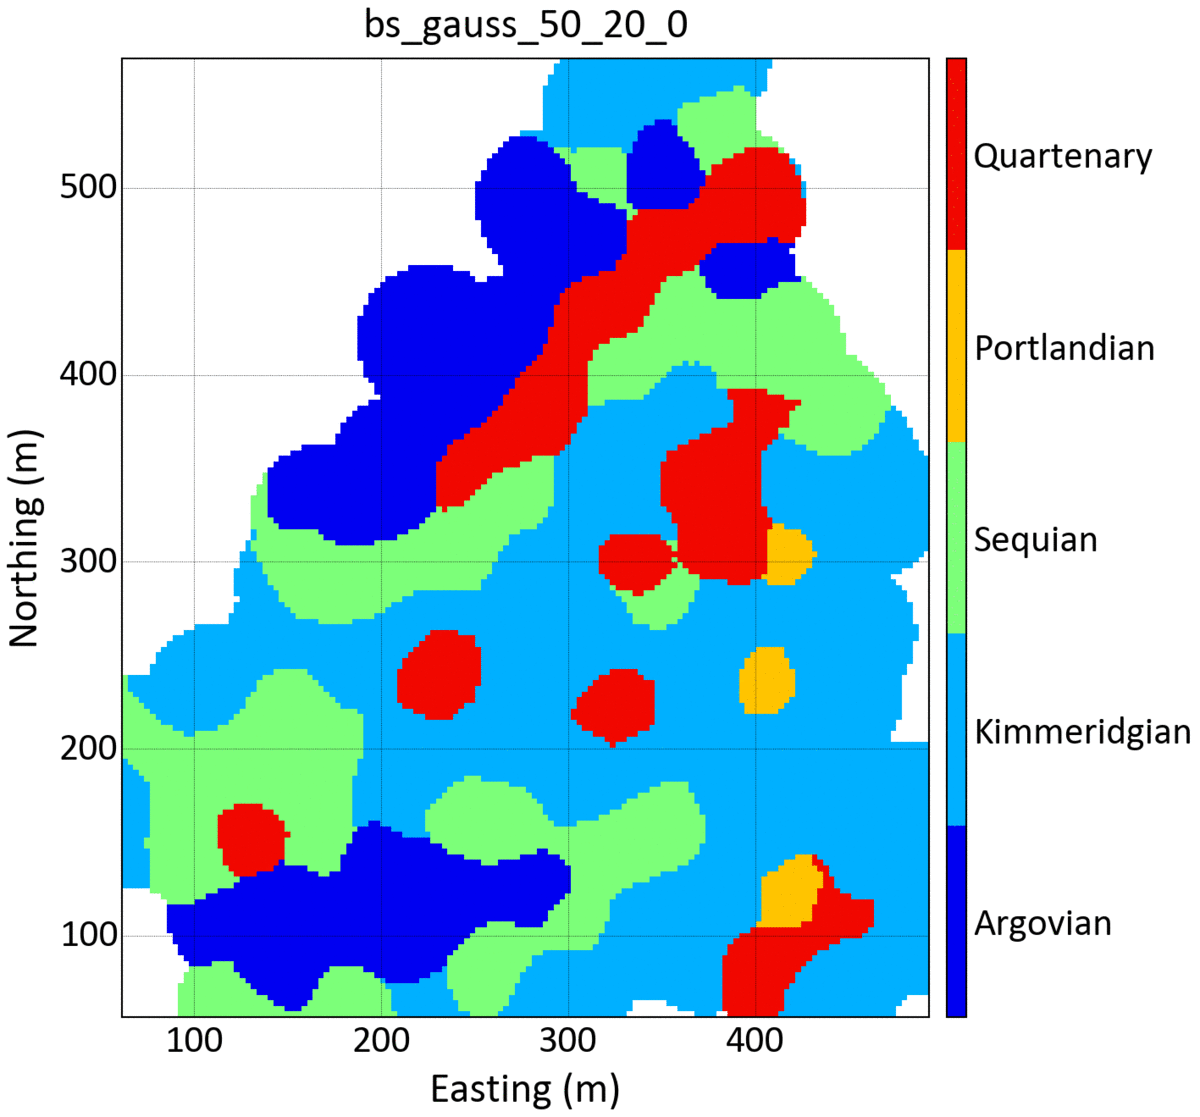 bs_gauss_50_20_0
Quartenary
Portlandian
Sequian
Kimmeridgian
Argovian
500
400
300
200
100
Northing (m)
100 200 300 400
Easting (m)